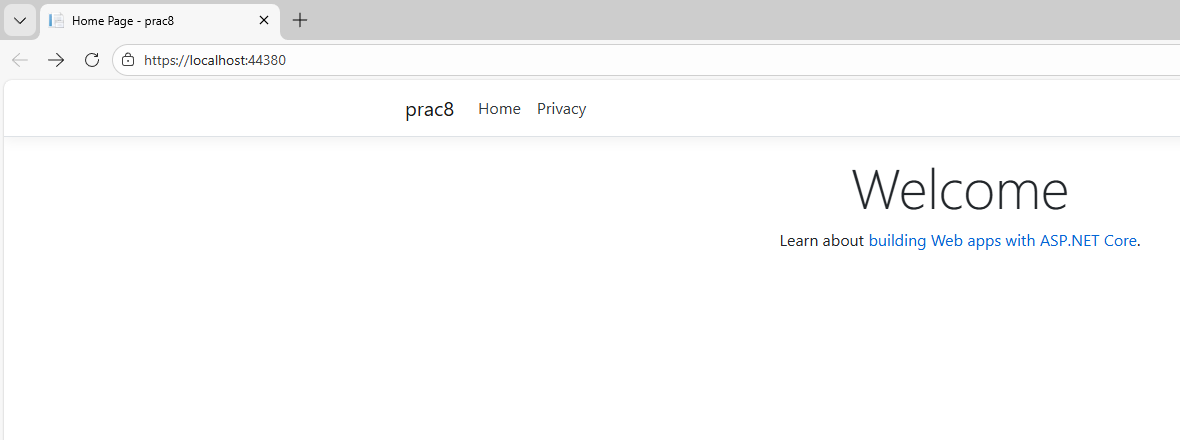 Home Page - prac8
https://localhost:44380
prac8 Home Privacy
Welcome
Learn about building Web apps with ASP.NET Core.